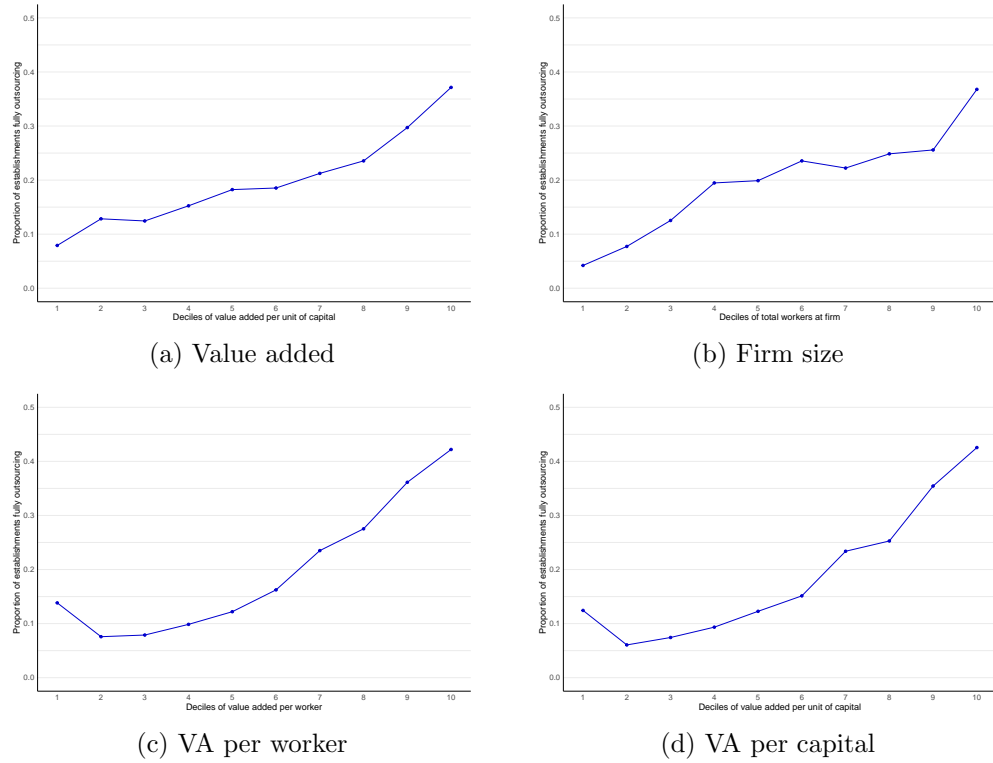 Proportion of establishments fully outsourcing
0.5
0.4
0.3
0.2
0.1
0.0
1 2 3 4 5 6 7 8 9 10
Deciles of value added per unit of capital
(a) Value added
Proportion of establishments fully outsourcing
0.5
0.4
0.3
0.2
0.1
0.0
1 2 3 4 5 6 7 8 9 10
Deciles of total workers at firm
(b) Firm size
Proportion of establishments fully outsourcing
0.5
0.4
0.3
0.2
0.1
0.0
1 2 3 4 5 6 7 8 9 10
Deciles of value added per worker
(c) VA per worker
Proportion of establishments fully outsourcing
0.5
0.4
0.3
0.2
0.1
0.0
1 2 3 4 5 6 7 8 9 10
Deciles of value added per unit of capital
(d) VA per capital